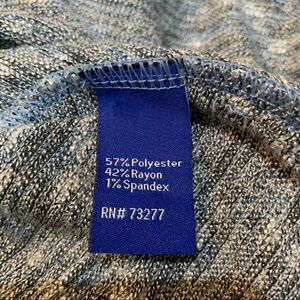 57% Polyester
42% Rayon
1% Spandex
RN# 73277